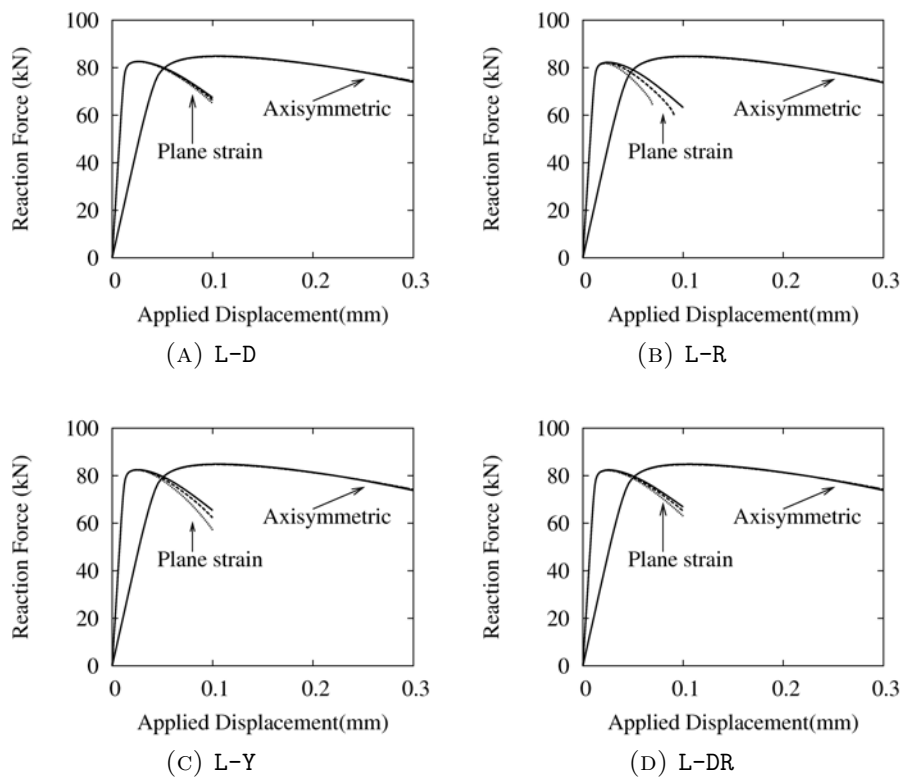 100
80
60
40
20
0
0
0.1
0.2
0.3
Reaction Force (kN)
Applied Displacement(mm)
Axisymmetric
Plane strain
(A) L-D
100
80
60
40
20
0
0
0.1
0.2
0.3
Reaction Force (kN)
Applied Displacement(mm)
Axisymmetric
Plane strain
(B) L-R
100
80
60
40
20
0
0
0.1
0.2
0.3
Reaction Force (kN)
Applied Displacement(mm)
Axisymmetric
Plane strain
(C) L-Y
100
80
60
40
20
0
0
0.1
0.2
0.3
Reaction Force (kN)
Applied Displacement(mm)
Axisymmetric
Plane strain
(D) L-DR